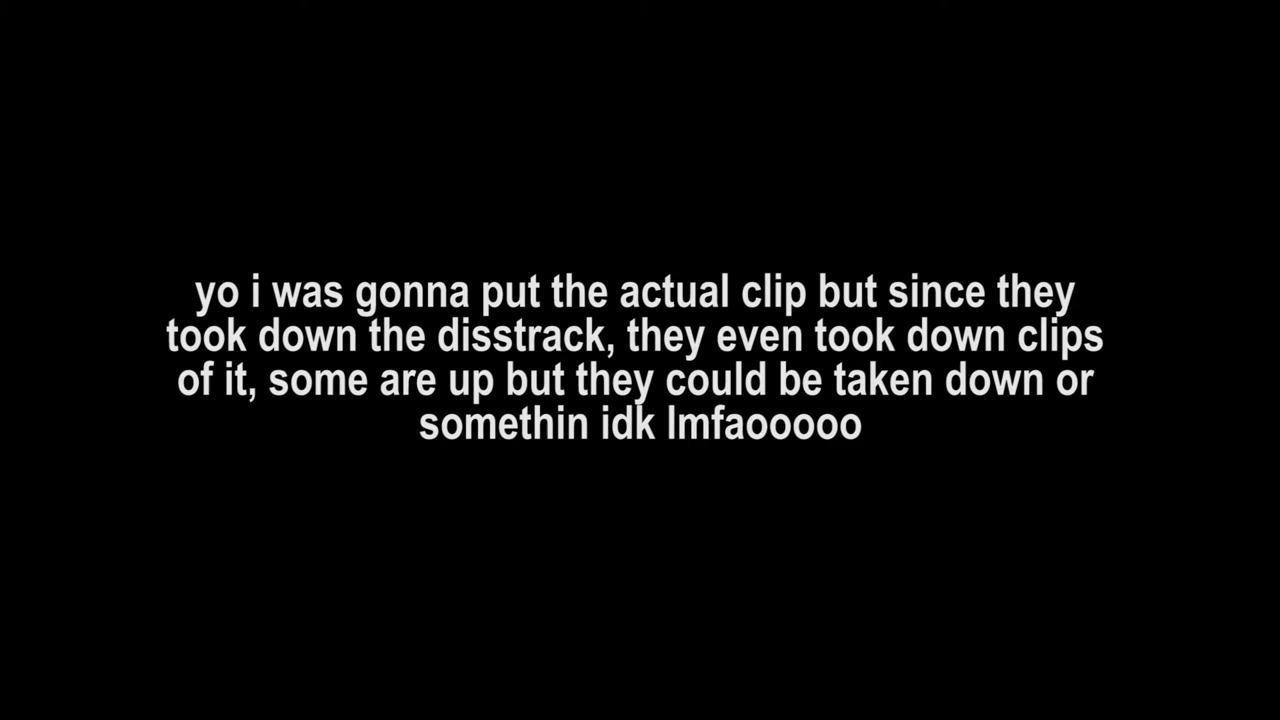 yo i was gonna put the actual clip but since they
took down the disstrack, they even took down clips
of it, some are up but they could be taken down or
somethin idk lmfaooooo